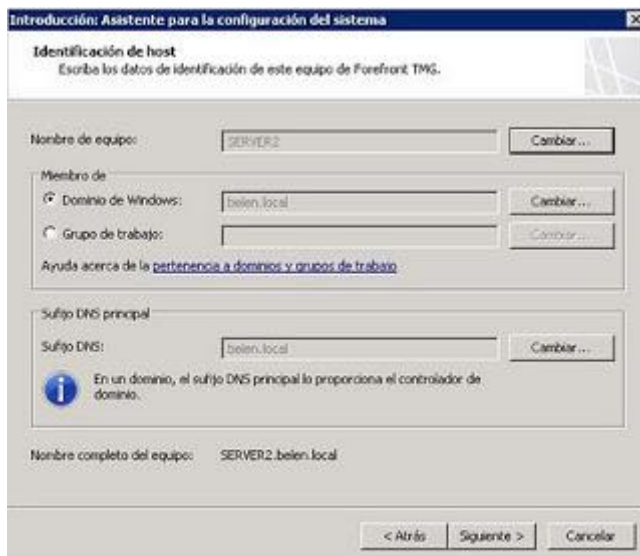 Introducción: Asistente para la configuración del sistema
Identificación de host
Escriba los datos de identificación de este equipo de Forefront TMG.
Nombre de equipo: SERVER2 Cambiar...
Miembro de
Dominio de Windows: belen.local Cambiar...
Grupo de trabajo: Cambiar...
Ayuda acerca de la pertenencia a dominios y grupos de trabajo
Sufijo DNS principal
Sufijo DNS: belen.local Cambiar...
En un dominio, el sufijo DNS principal lo proporciona el controlador de
dominio.
Nombre completo del equipo: SERVER2.belen.local
< Atrás Siguiente > Cancelar